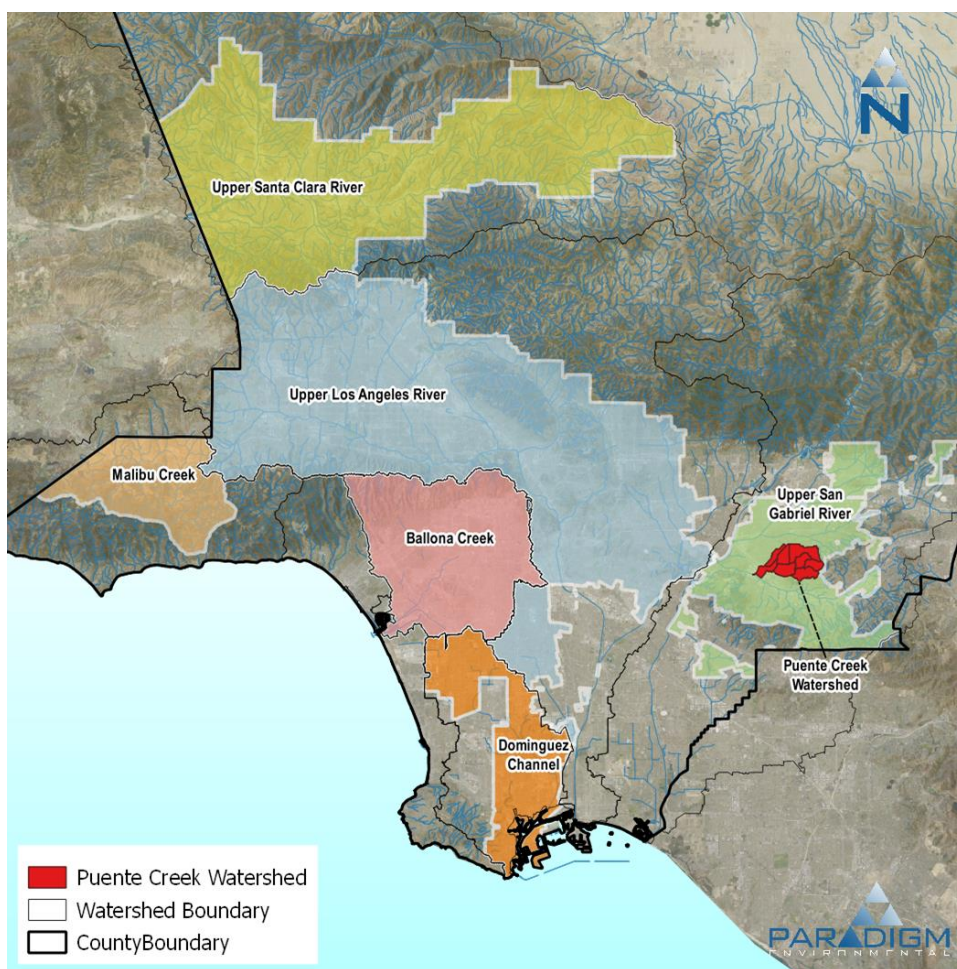 N
Upper Santa Clara River
Upper Los Angeles River
Malibu Creek
Upper San
Gabriel River
Ballona Creek
Puente Creek
Watershed
Dominguez
Channel
Puente Creek Watershed
Watershed Boundary
CountyBoundary
PARADIGM
ENVIRONMENTAL